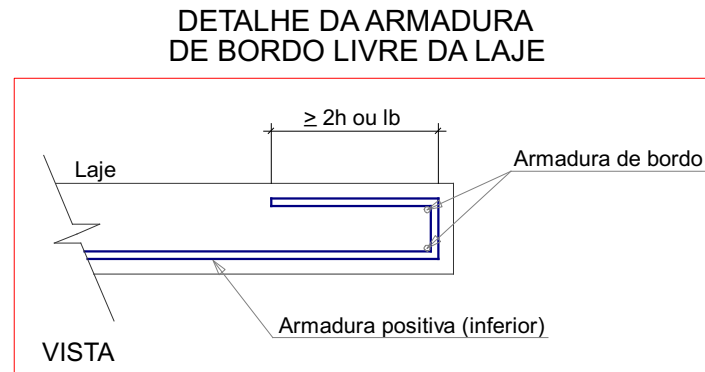 DETALHE DA ARMADURA
DE BORDO LIVRE DA LAJE
≥ 2h ou lb
Laje
Armadura de bordo
Armadura positiva (inferior)
VISTA